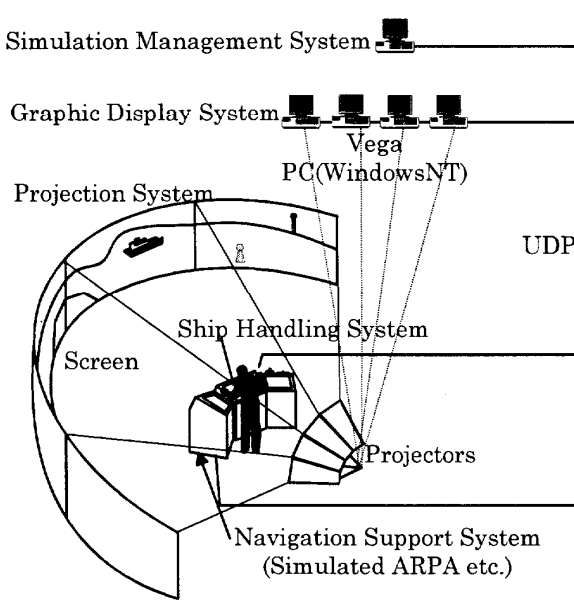 Simulation Management System
Graphic Display System
Vega
PC(WindowsNT)
Projection System
UDP
Ship Handling System
Screen
Projectors
Navigation Support System
(Simulated ARPA etc.)